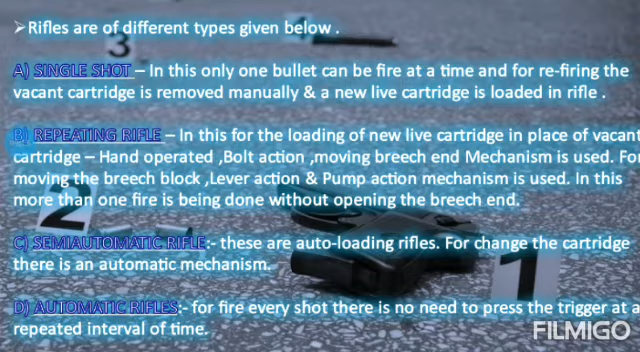 ➤Rifles are of different types given below .
3
A) SINGLE SHOT – In this only one bullet can be fire at a time and for re-firing the
vacant cartridge is removed manually & a new live cartridge is loaded in rifle .
B) REPEATING RIFLE – In this for the loading of new live cartridge in place of vacant
cartridge – Hand operated ,Bolt action ,moving breech end Mechanism is used. For
moving the breech block ,Lever action & Pump action mechanism is used. In this
more than one fire is being done without opening the breech end.
2
C) SEMIAUTOMATIC RIFLE:- these are auto-loading rifles. For change the cartridge
there is an automatic mechanism.
1
D) AUTOMATIC RIFLES:- for fire every shot there is no need to press the trigger at a
repeated interval of time.
FILMIGO